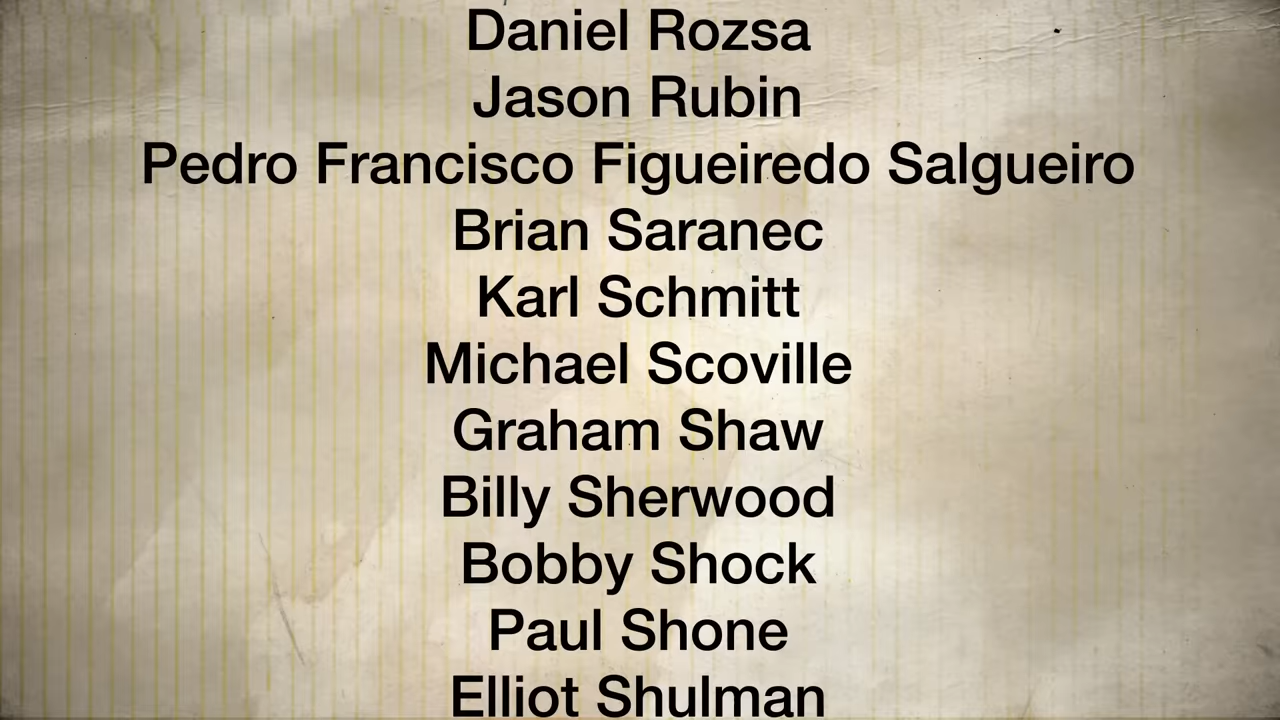 Daniel Rozsa
Jason Rubin
Pedro Francisco Figueiredo Salgueiro
Brian Saranec
Karl Schmitt
Michael Scoville
Graham Shaw
Billy Sherwood
Bobby Shock
Paul Shone
Elliot Shulman